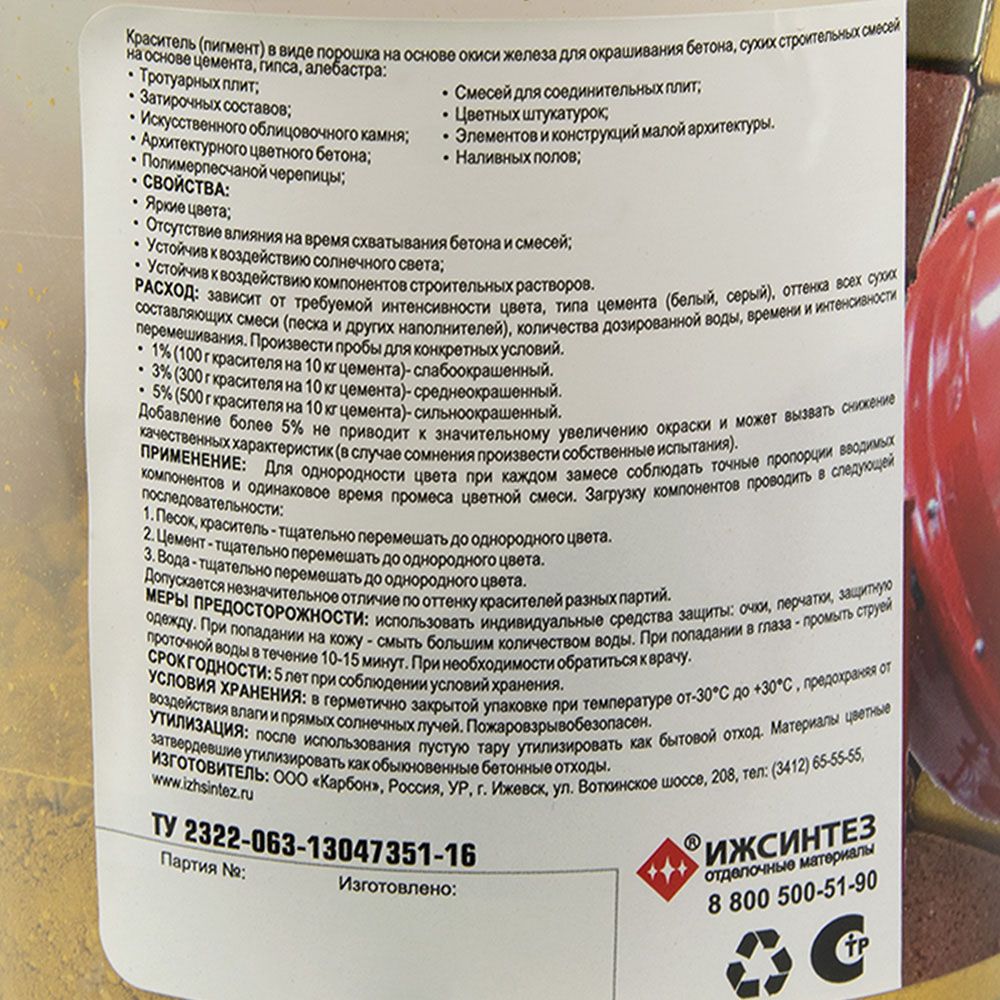 Краситель (пигмент) в виде порошка на основе окиси железа для окрашивания бетона, сухих строительных смесей
на основе цемента, гипса, алебастра:
• Тротуарных плит;
• Затирочных составов;
• Искусственного облицовочного камня;
• Архитектурного цветного бетона;
• Полимерпесчаной черепицы;
• Смесей для соединительных плит;
• Цветных штукатурок;
• Элементов и конструкций малой архитектуры.
• Наливных полов;
• СВОЙСТВА:
• Яркие цвета;
• Отсутствие влияния на время схватывания бетона и смесей;
• Устойчив к воздействию солнечного света;
• Устойчив к воздействию компонентов строительных растворов.
РАСХОД: зависит от требуемой интенсивности цвета, типа цемента (белый, серый), оттенка всех сухих
составляющих смеси (песка и других наполнителей), количества дозированной воды, времени и интенсивности
перемешивания. Произвести пробы для конкретных условий.
• 1% (100 г красителя на 10 кг цемента)- слабоокрашенный.
• 3% (300 г красителя на 10 кг цемента)- среднеокрашенный.
• 5% (500 г красителя на 10 кг цемента)- сильноокрашенный.
Добавление более 5% не приводит к значительному увеличению окраски и может вызвать снижение
качественных характеристик (в случае сомнения произвести собственные испытания).
ПРИМЕНЕНИЕ: Для однородности цвета при каждом замесе соблюдать точные пропорции вводимых
компонентов и одинаковое время промеса цветной смеси. Загрузку компонентов проводить в следующей
последовательности:
1. Песок, краситель - тщательно перемешать до однородного цвета.
2. Цемент - тщательно перемешать до однородного цвета.
3. Вода - тщательно перемешать до однородного цвета.
Допускается незначительное отличие по оттенку красителей разных партий.
МЕРЫ ПРЕДОСТОРОЖНОСТИ: использовать индивидуальные средства защиты: очки, перчатки, защитную
одежду. При попадании на кожу - смыть большим количеством воды. При попадании в глаза - промыть струей
проточной воды в течение 10-15 минут. При необходимости обратиться к врачу.
СРОК ГОДНОСТИ: 5 лет при соблюдении условий хранения.
УСЛОВИЯ ХРАНЕНИЯ: в герметично закрытой упаковке при температуре от-30°С до +30°С , предохраняя от
воздействия влаги и прямых солнечных лучей. Пожаровзрывобезопасен.
УТИЛИЗАЦИЯ: после использования пустую тару утилизировать как бытовой отход. Материалы цветные
затвердевшие утилизировать как обыкновенные бетонные отходы.
ИЗГОТОВИТЕЛЬ: ООО «Карбон», Россия, УР, г. Ижевск, ул. Воткинское шоссе, 208, тел: (3412) 65-55-55,
www.izhsintez.ru
ТУ 2322-063-13047351-16
Партия №:
Изготовлено:
® ИЖСИНТЕЗ
отделочные материалы
8 800 500-51-90
СТР